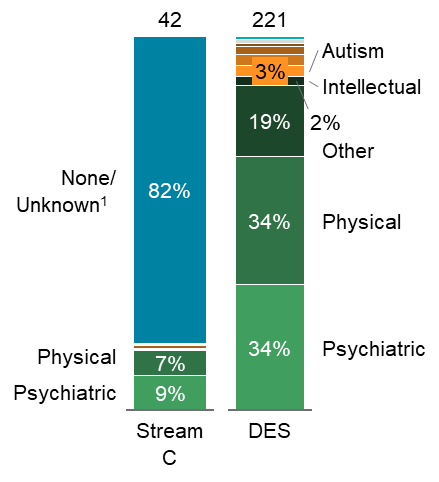 42
221
Autism
3%
Intellectual
2%
19%
Other
None/
Unknown¹
82%
34%
Physical
Physical
7%
34%
Psychiatric
Psychiatric
9%
Stream
C
DES